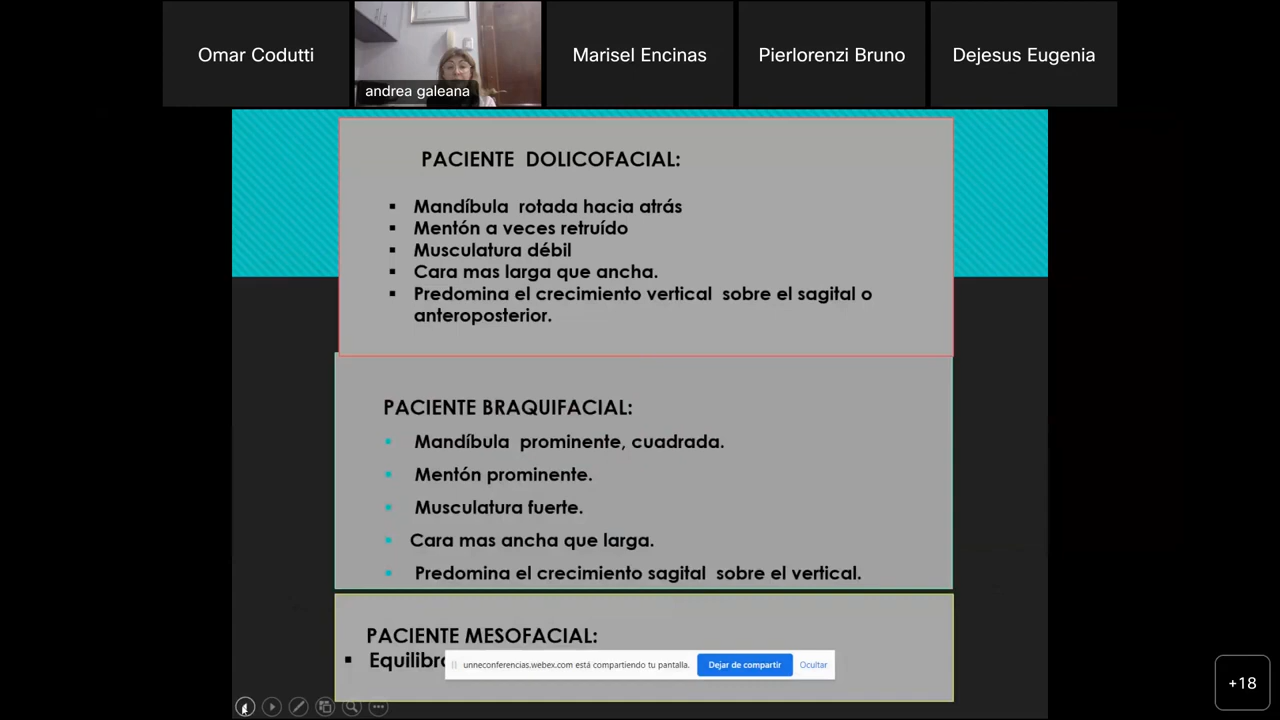 Omar Codutti
andrea galeana
Marisel Encinas
Pierlorenzi Bruno
Dejesus Eugenia
PACIENTE DOLICOFACIAL:
Mandíbula rotada hacia atrás
Mentón a veces retruído
Musculatura débil
Cara mas larga que ancha.
Predomina el crecimiento vertical sobre el sagital o
anteroposterior.
PACIENTE BRAQUIFACIAL:
Mandíbula prominente, cuadrada.
Mentón prominente.
Musculatura fuerte.
Cara mas ancha que larga.
Predomina el crecimiento sagital sobre el vertical.
PACIENTE MESOFACIAL:
unneconferencias.webex.com está compartiendo tu pantalla.
Dejar de compartir
Ocultar
+18